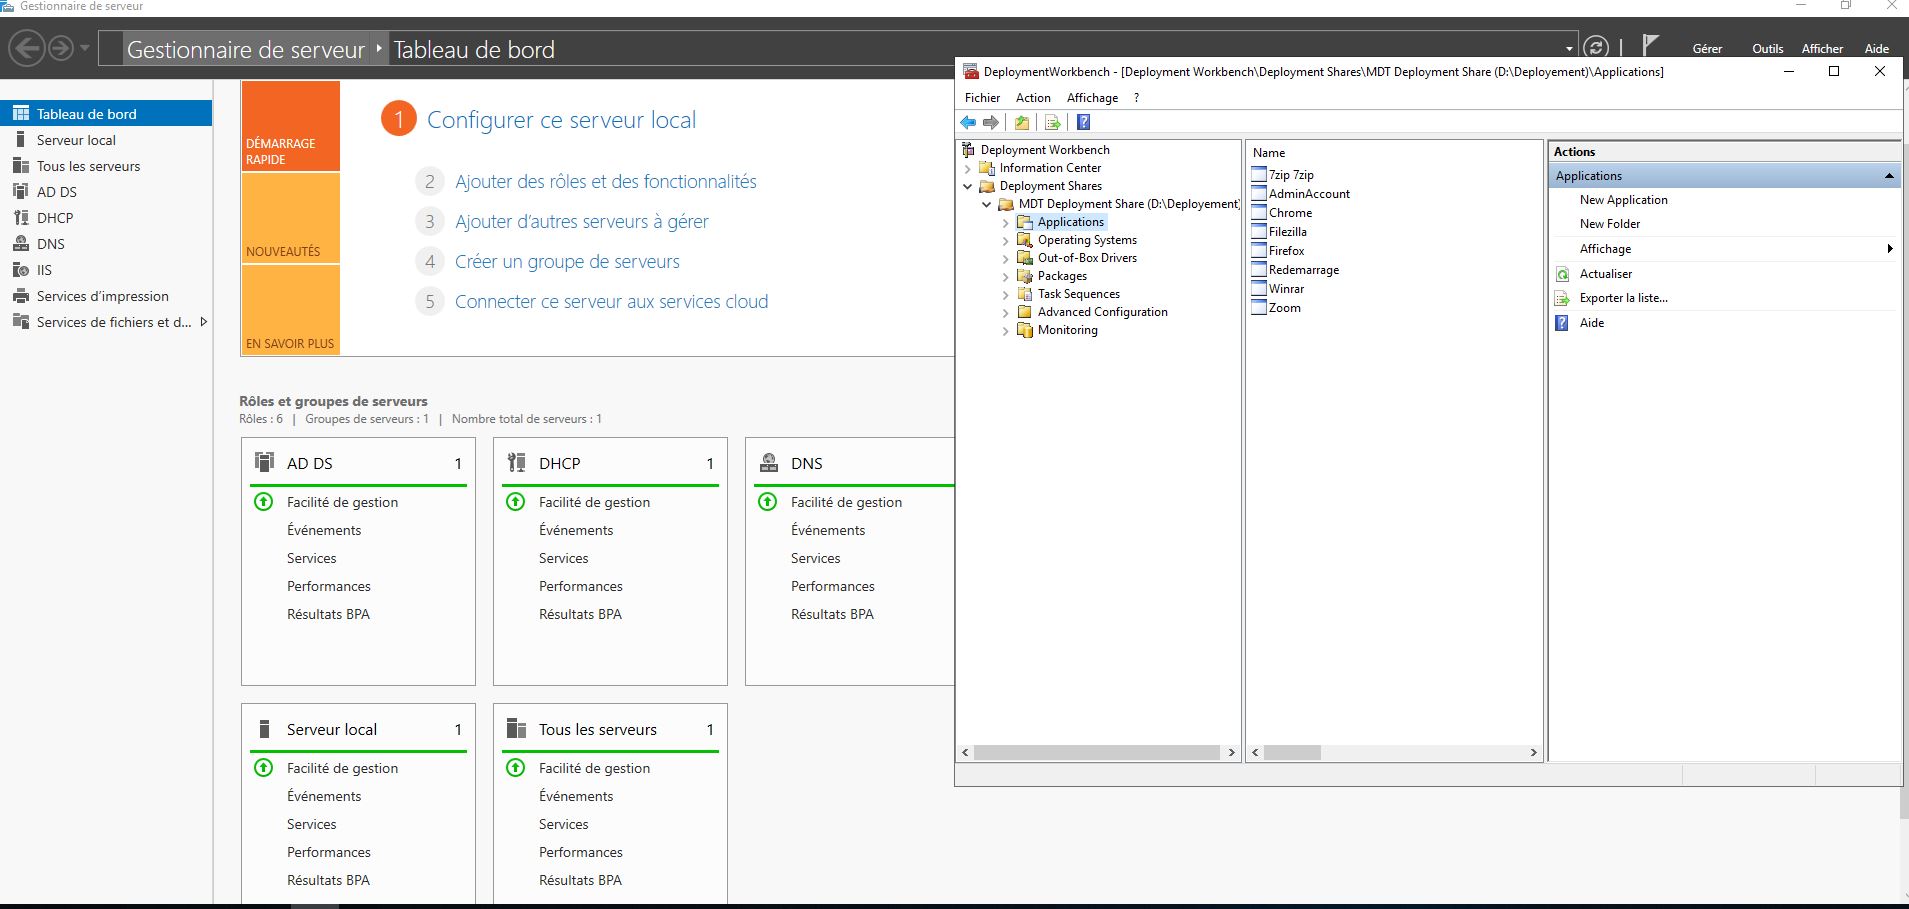 Gestionnaire de serveur
Gestionnaire de serveur Tableau de bord
Gérer Outils Afficher Aide
Tableau de bord
Serveur local
Tous les serveurs
AD DS
DHCP
DNS
IIS
Services d'impression
Services de fichiers et d...
DÉMARRAGE
RAPIDE
NOUVEAUTÉS
EN SAVOIR PLUS
1 Configurer ce serveur local
2 Ajouter des rôles et des fonctionnalités
3 Ajouter d'autres serveurs à gérer
4 Créer un groupe de serveurs
5 Connecter ce serveur aux services cloud
Rôles et groupes de serveurs
Rôles : 6 | Groupes de serveurs : 1 | Nombre total de serveurs : 1
AD DS 1
Facilité de gestion
Événements
Services
Performances
Résultats BPA
DHCP 1
Facilité de gestion
Événements
Services
Performances
Résultats BPA
DNS
Facilité de gestion
Événements
Services
Performances
Résultats BPA
Serveur local 1
Facilité de gestion
Événements
Services
Performances
Résultats BPA
Tous les serveurs 1
Facilité de gestion
Événements
Services
Performances
Résultats BPA
DeploymentWorkbench - [Deployment Workbench\Deployment Shares\MDT Deployment Share (D:\Deployement)\Applications]
Fichier Action Affichage ?
Deployment Workbench
Information Center
Deployment Shares
MDT Deployment Share (D:\Deployement)
Applications
Operating Systems
Out-of-Box Drivers
Packages
Task Sequences
Advanced Configuration
Monitoring
Name
7zip 7zip
AdminAccount
Chrome
Filezilla
Firefox
Redemarrage
Winrar
Zoom
Actions
Applications
New Application
New Folder
Affichage
Actualiser
Exporter la liste...
Aide